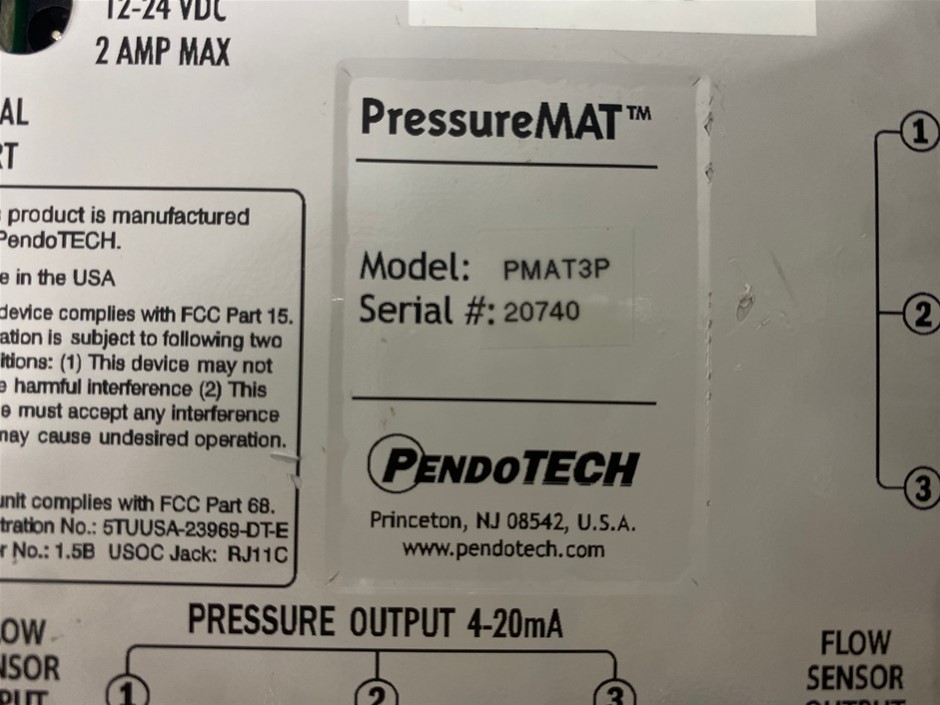 12-24 VDC
2 AMP MAX
AL
RT
product is manufactured
PendoTECH.
e in the USA
device complies with FCC Part 15.
ation is subject to following two
itions: (1) This device may not
e harmful interference (2) This
e must accept any interference
may cause undesired operation.
unit complies with FCC Part 68.
tration No.: 5TUUSA-23969-DT-E
r No.: 1.5B USOC Jack: RJ11C
PressureMAT™
Model: PMAT3P
Serial #: 20740
PENDOTECH
Princeton, NJ 08542, U.S.A.
www.pendotech.com
1
2
3
PRESSURE OUTPUT 4-20mA
1 2 3
OW
NSOR
PUT
FLOW
SENSOR
OUTPUT